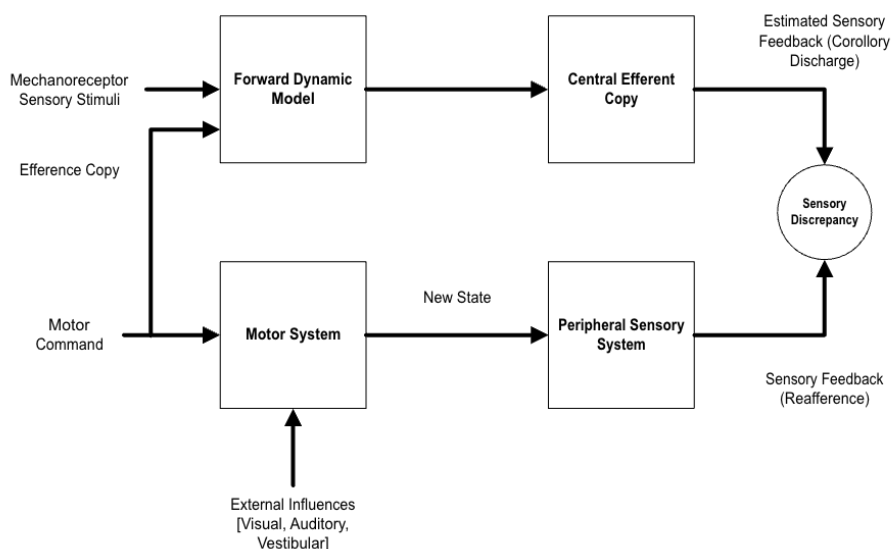 Estimated Sensory
Feedback (Corollory
Discharge)
Mechanoreceptor
Sensory Stimuli
Forward Dynamic
Model
Central Efferent
Copy
Efference Copy
Sensory
Discrepancy
Motor
Command
Motor System
New State
Peripheral Sensory
System
Sensory Feedback
(Reafference)
External Influences
[Visual, Auditory,
Vestibular]